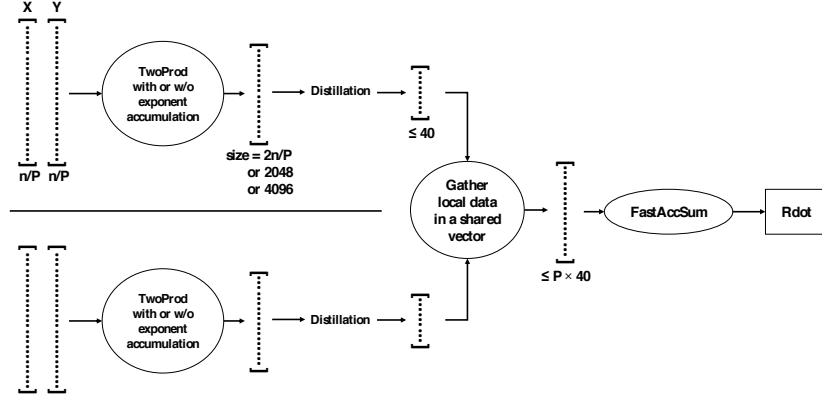 X Y
TwoProd
with or w/o
exponent
accumulation
Distillation
n/P n/P
size = 2n/P
or 2048
or 4096
≤ 40
Gather
local data
in a shared
vector
≤ P × 40
FastAccSum
Rdot
TwoProd
with or w/o
exponent
accumulation
Distillation